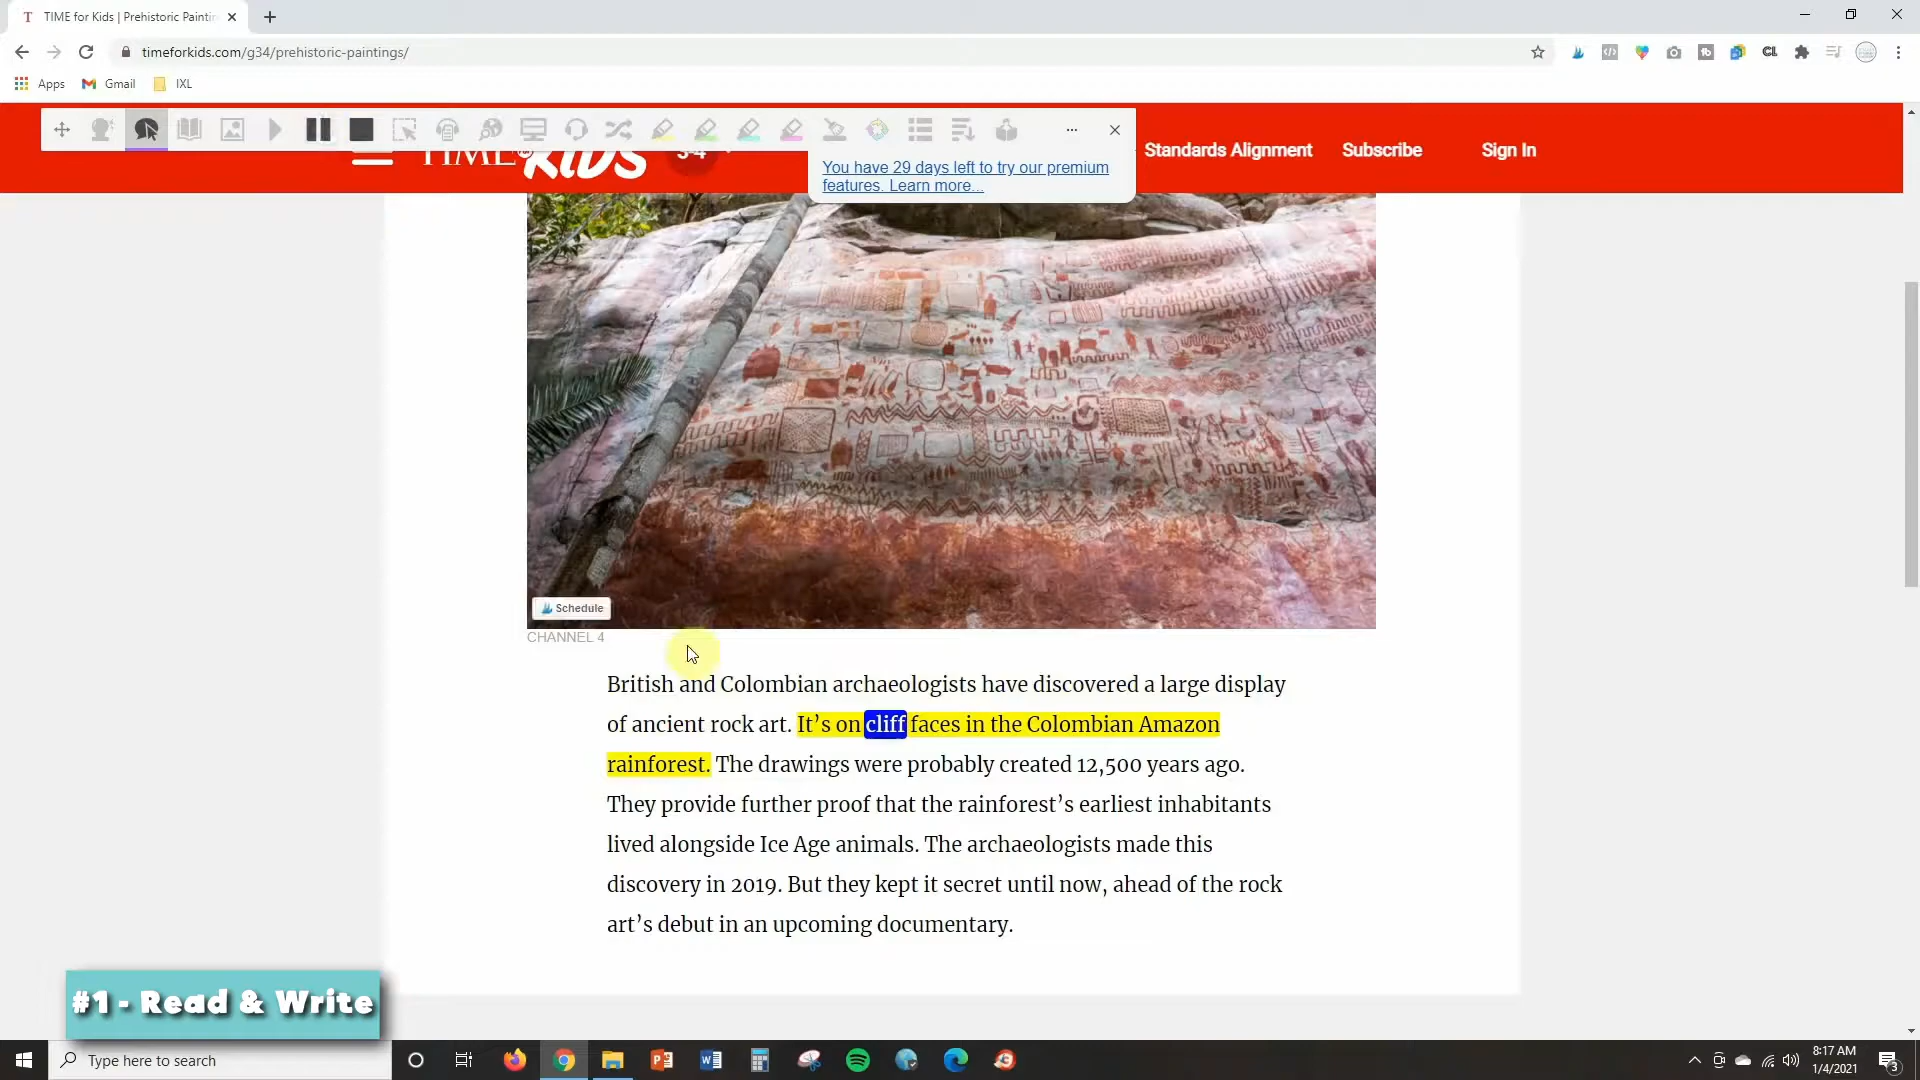 TIME for Kids | Prehistoric Paintin
timeforkids.com/g34/prehistoric-paintings/
Apps
Gmail
IXL
TIME for KIDS
3-4
You have 29 days left to try our premium
features. Learn more...
Standards Alignment
Subscribe
Sign In
Schedule
CHANNEL 4
British and Colombian archaeologists have discovered a large display
of ancient rock art. It’s on cliff faces in the Colombian Amazon
rainforest. The drawings were probably created 12,500 years ago.
They provide further proof that the rainforest’s earliest inhabitants
lived alongside Ice Age animals. The archaeologists made this
discovery in 2019. But they kept it secret until now, ahead of the rock
art’s debut in an upcoming documentary.
#1 - Read & Write
Type here to search
8:17 AM
1/4/2021
3